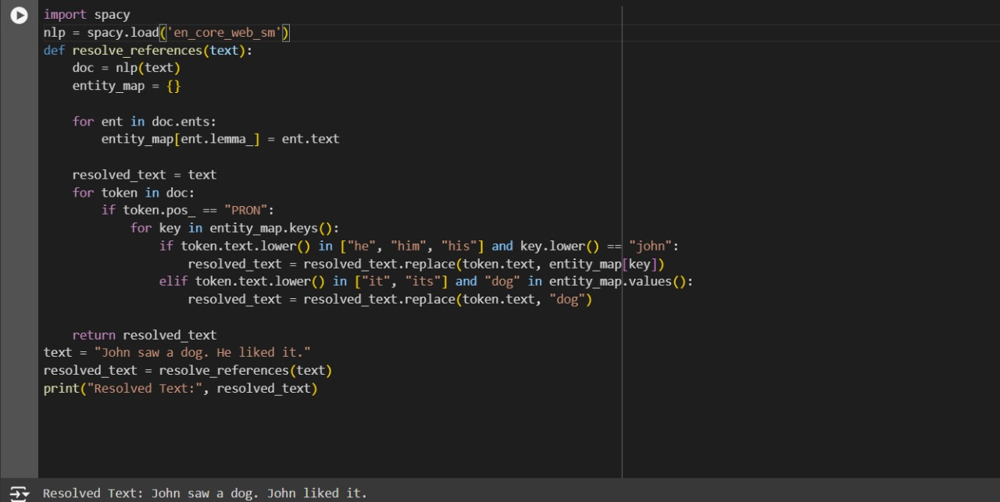 import spacy
nlp = spacy.load('en_core_web_sm')
def resolve_references(text):
    doc = nlp(text)
    entity_map = {}

    for ent in doc.ents:
        entity_map[ent.lemma_] = ent.text

    resolved_text = text
    for token in doc:
        if token.pos_ == "PRON":
            for key in entity_map.keys():
                if token.text.lower() in ["he", "him", "his"] and key.lower() == "john":
                    resolved_text = resolved_text.replace(token.text, entity_map[key])
                elif token.text.lower() in ["it", "its"] and "dog" in entity_map.values():
                    resolved_text = resolved_text.replace(token.text, "dog")

    return resolved_text
text = "John saw a dog. He liked it."
resolved_text = resolve_references(text)
print("Resolved Text:", resolved_text)
Resolved Text: John saw a dog. John liked it.